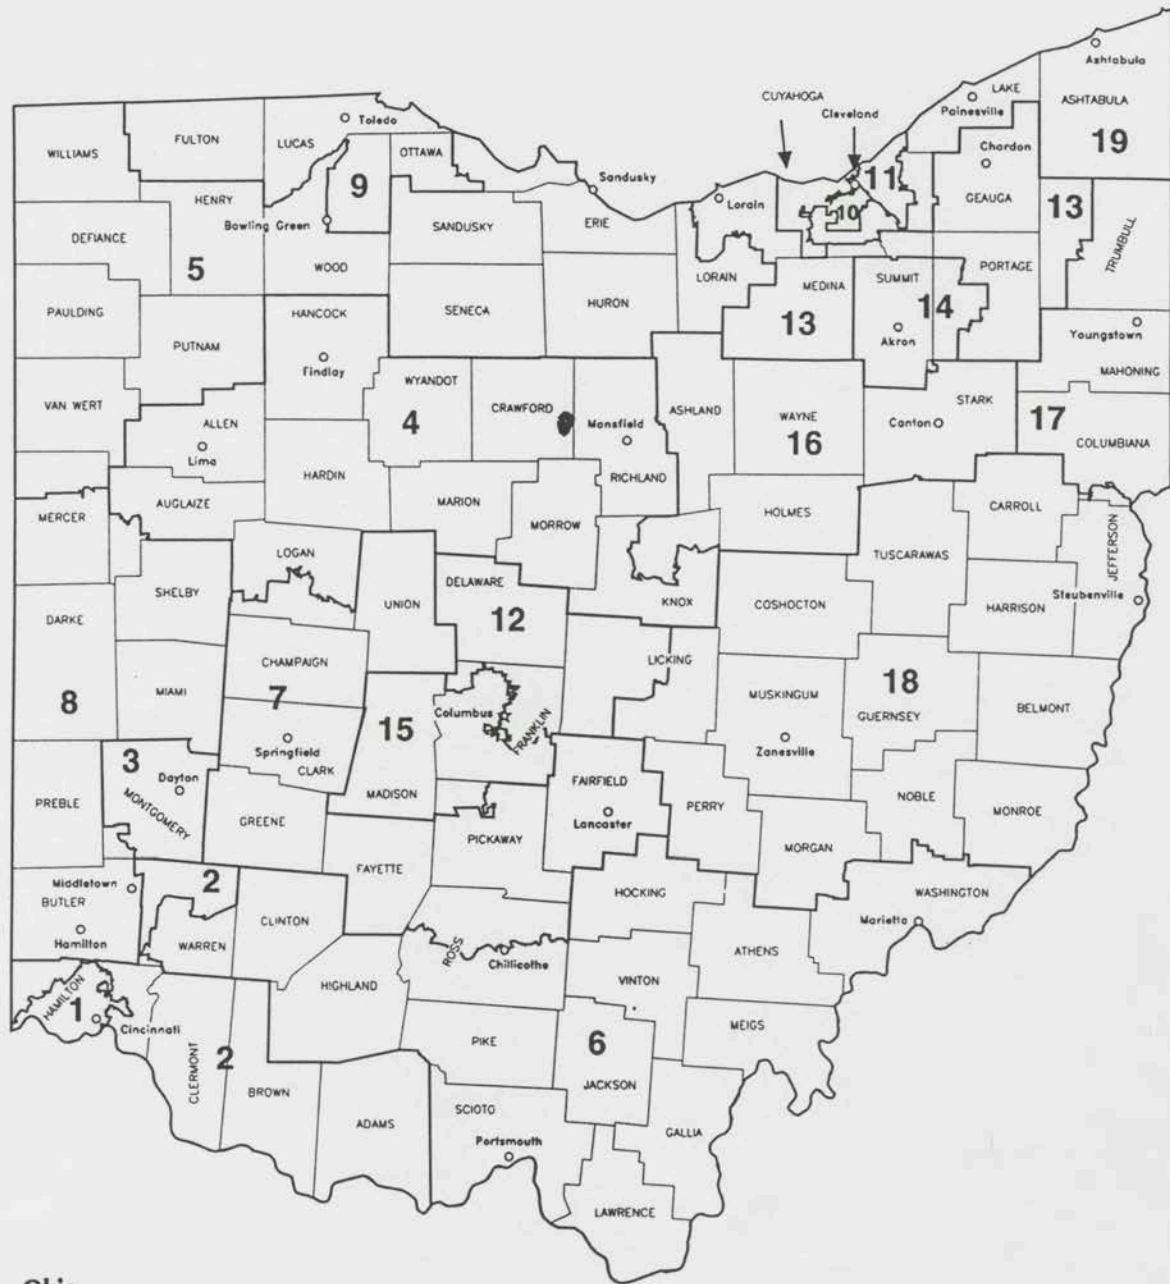 Ashtabula
LAKE
CUYAHOGA
Cleveland
Painesville
ASHTABULA
Toledo
FULTON
LUCAS
WILLIAMS
OTTAWA
Chardon
19
9
Sandusky
11
HENRY
Lorain
10
GEAUGA
13
Bowling Green
SANDUSKY
ERIE
DEFIANCE
TRUMBULL
5
WOOD
LORAIN
MEDINA
SUMMIT
PORTAGE
PAULDING
HANCOCK
SENECA
HURON
13
14
Akron
Youngstown
PUTNAM
Findlay
MAHONING
WYANDOT
VAN WERT
CRAWFORD
ASHLAND
WAYNE
STARK
ALLEN
4
Mansfield
16
Canton
17
COLUMBIANA
Lima
HARDIN
RICHLAND
AUGLAIZE
MARION
CARROLL
MERCER
MORROW
HOLMES
JEFFERSON
LOGAN
TUSCARAWAS
DELAWARE
SHELBY
UNION
12
KNOX
COSHOCTON
HARRISON
Steubenville
DARKE
CHAMPAIGN
LICKING
MIAMI
7
MUSKINGUM
18
8
15
Columbus
FRANKLIN
GUERNSEY
BELMONT
Springfield
Zanesville
3
Dayton
CLARK
FAIRFIELD
MONTGOMERY
MADISON
PREBLE
GREENE
Lancaster
PERRY
NOBLE
MONROE
PICKAWAY
MORGAN
FAYETTE
2
Middletown
HOCKING
WASHINGTON
BUTLER
CLINTON
Marietta
Hamilton
WARREN
ROSS
ATHENS
Chillicothe
HIGHLAND
VINTON
HAMILTON
1
Cincinnati
MEIGS
PIKE
6
CLERMONT
2
JACKSON
BROWN
SCIOTO
ADAMS
GALLIA
Portsmouth
LAWRENCE